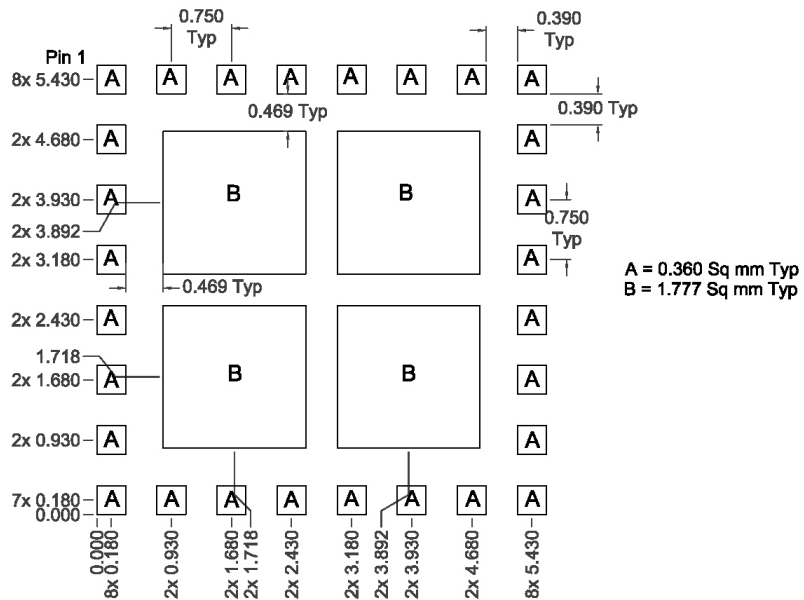 0.750
Typ
0.390
Typ
Pin 1
8x 5.430
A A A A A A A A
0.469 Typ
0.390 Typ
2x 4.680
A A
2x 3.930
A B B A
2x 3.892
0.750
Typ
2x 3.180
A A
0.469 Typ
A = 0.360 Sq mm Typ
B = 1.777 Sq mm Typ
2x 2.430
A A
1.718
2x 1.680
A B B A
2x 0.930
A A
7x 0.180
A A A A A A A A
0.000
0.000
8x 0.180
2x 0.930
2x 1.680
2x 1.718
2x 2.430
2x 3.180
2x 3.892
2x 3.930
2x 4.680
8x 5.430